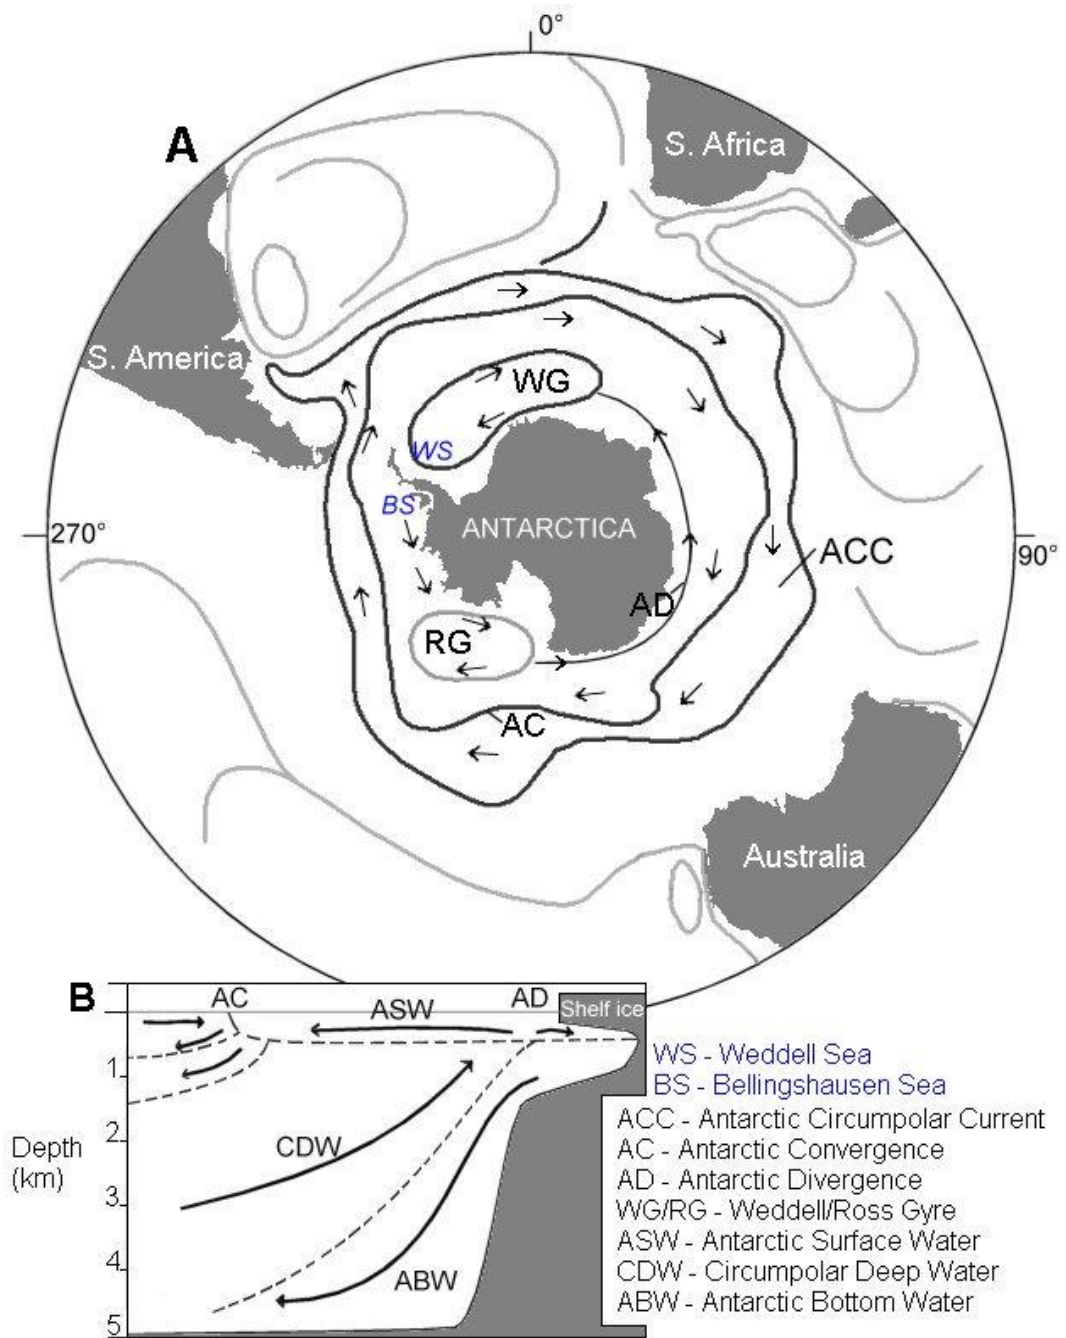 0°
A
S. Africa
S. America
WG
WS
BS
270°
ANTARCTICA
ACC
90°
AD
RG
AC
Australia
B
AC
ASW
AD
Shelf ice
1
2
3
4
5
Depth
(km)
CDW
ABW
WS - Weddell Sea
BS - Bellingshausen Sea
ACC - Antarctic Circumpolar Current
AC - Antarctic Convergence
AD - Antarctic Divergence
WG/RG - Weddell/Ross Gyre
ASW - Antarctic Surface Water
CDW - Circumpolar Deep Water
ABW - Antarctic Bottom Water